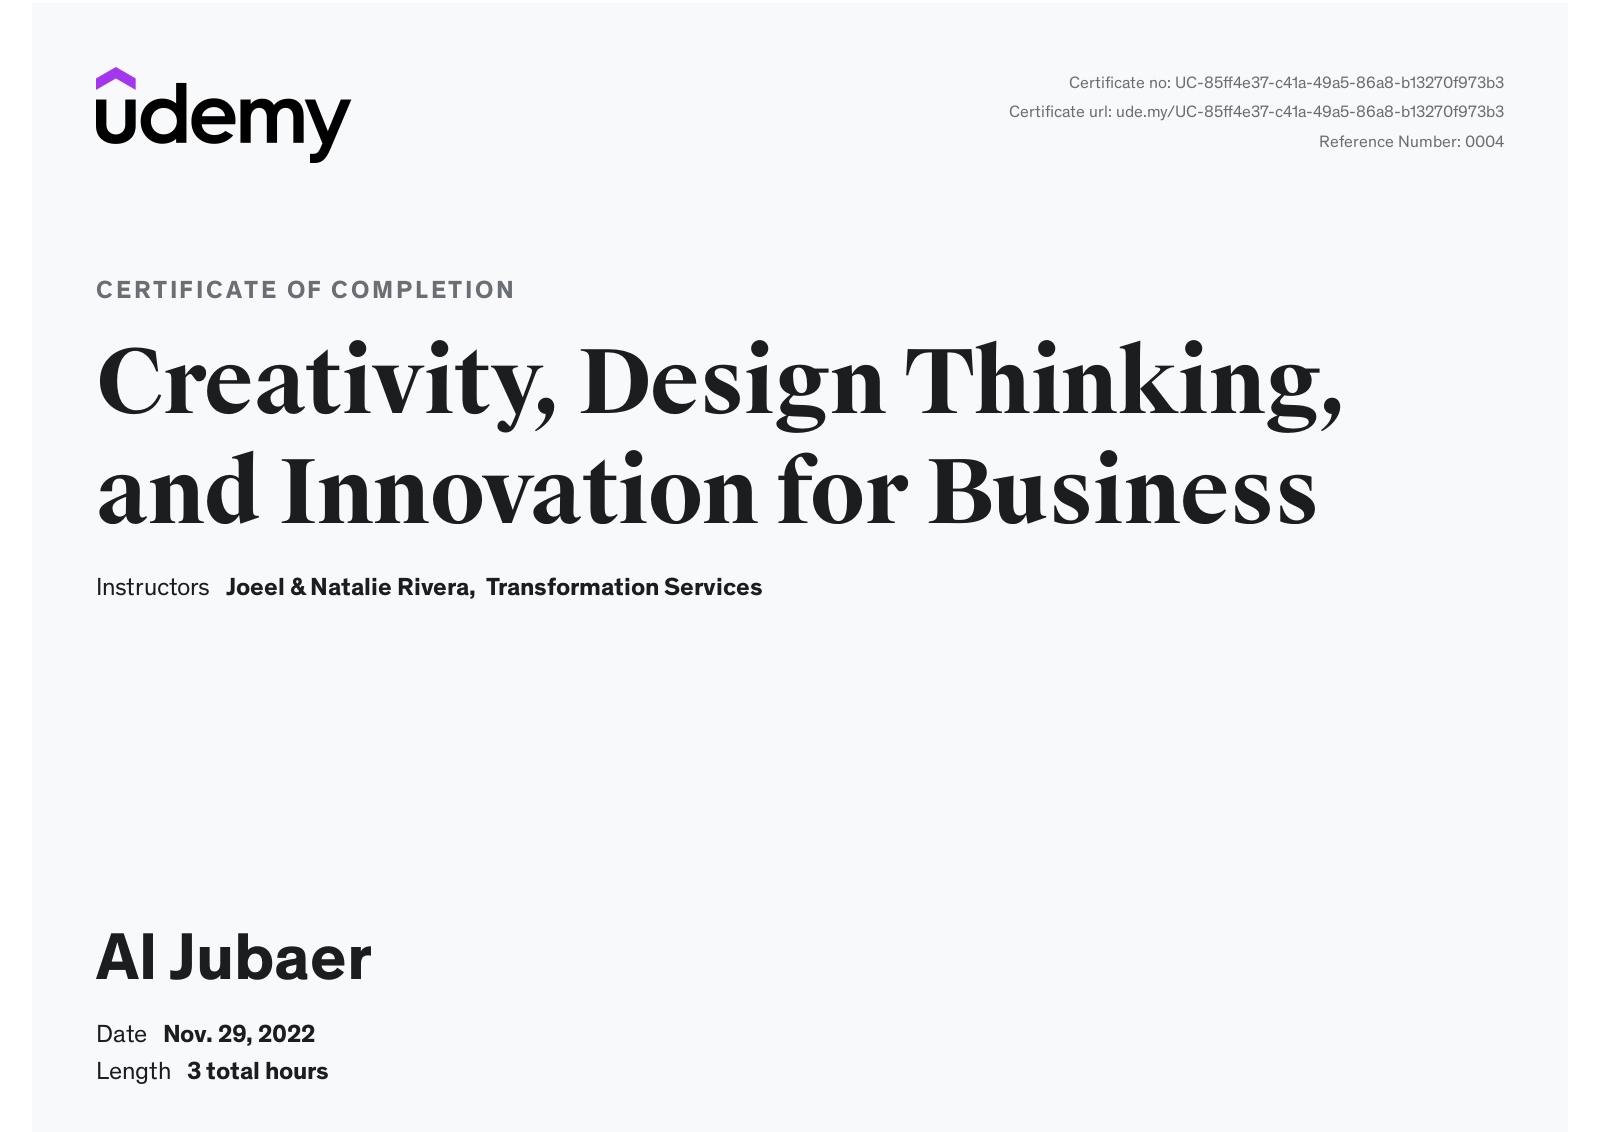 udemy
Certificate no: UC-85ff4e37-c41a-49a5-86a8-b13270f973b3
Certificate url: ude.my/UC-85ff4e37-c41a-49a5-86a8-b13270f973b3
Reference Number: 0004
CERTIFICATE OF COMPLETION
Creativity, Design Thinking,
and Innovation for Business
Instructors Joeel & Natalie Rivera, Transformation Services
Al Jubaer
Date Nov. 29, 2022
Length 3 total hours